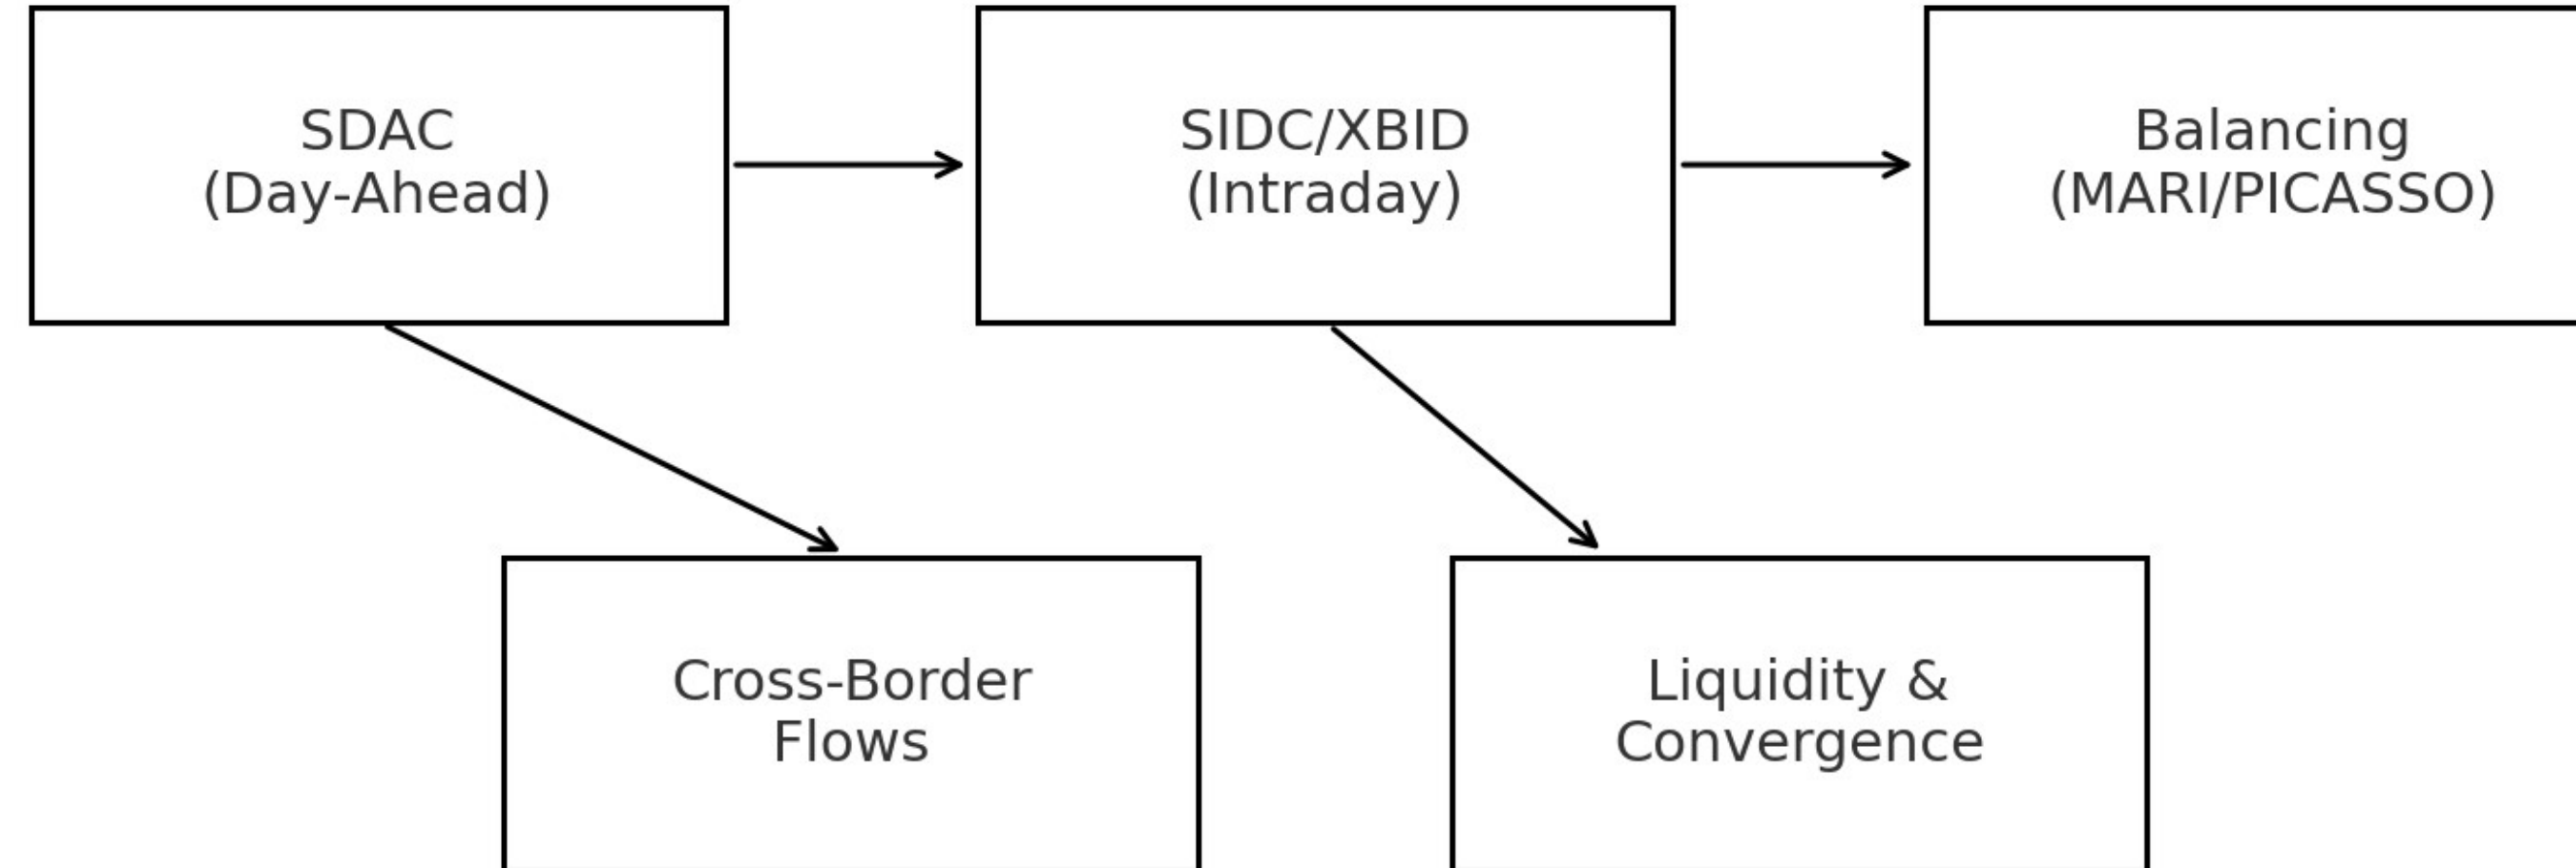 SDAC
(Day-Ahead)
SIDC/XBID
(Intraday)
Balancing
(MARI/PICASSO)
Cross-Border
Flows
Liquidity &
Convergence